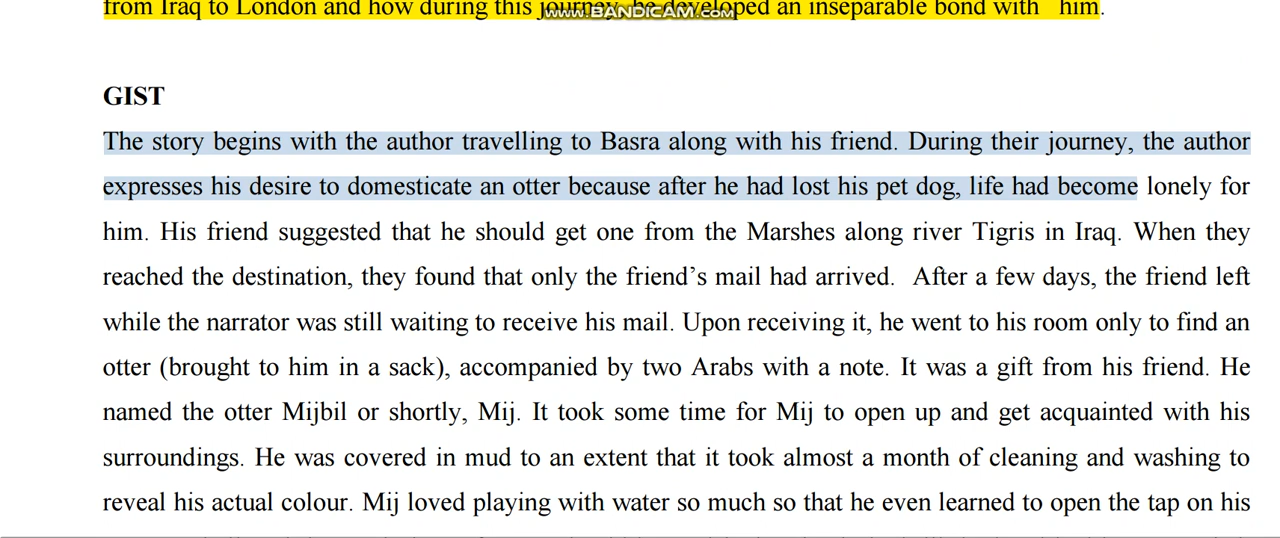 from Iraq to London and how during this journey, he developed an inseparable bond with him.
www.BANDICAM.com
GIST
The story begins with the author travelling to Basra along with his friend. During their journey, the author
expresses his desire to domesticate an otter because after he had lost his pet dog, life had become lonely for
him. His friend suggested that he should get one from the Marshes along river Tigris in Iraq. When they
reached the destination, they found that only the friend’s mail had arrived. After a few days, the friend left
while the narrator was still waiting to receive his mail. Upon receiving it, he went to his room only to find an
otter (brought to him in a sack), accompanied by two Arabs with a note. It was a gift from his friend. He
named the otter Mijbil or shortly, Mij. It took some time for Mij to open up and get acquainted with his
surroundings. He was covered in mud to an extent that it took almost a month of cleaning and washing to
reveal his actual colour. Mij loved playing with water so much so that he even learned to open the tap on his